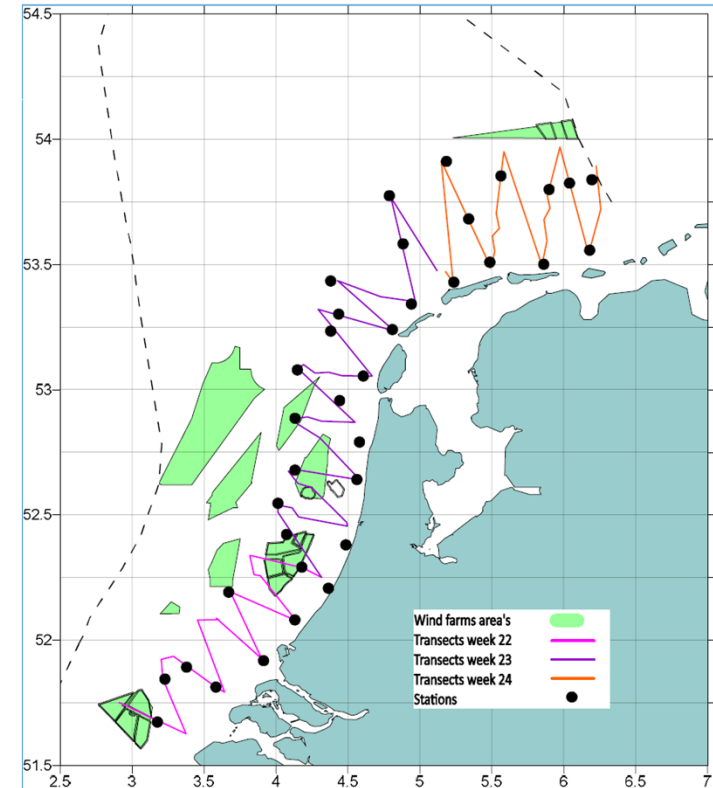 54.5
54
53.5
53
52.5
52
51.5
2.5 3 3.5 4 4.5 5 5.5 6 6.5 7
Wind farms area's
Transects week 22
Transects week 23
Transects week 24
Stations